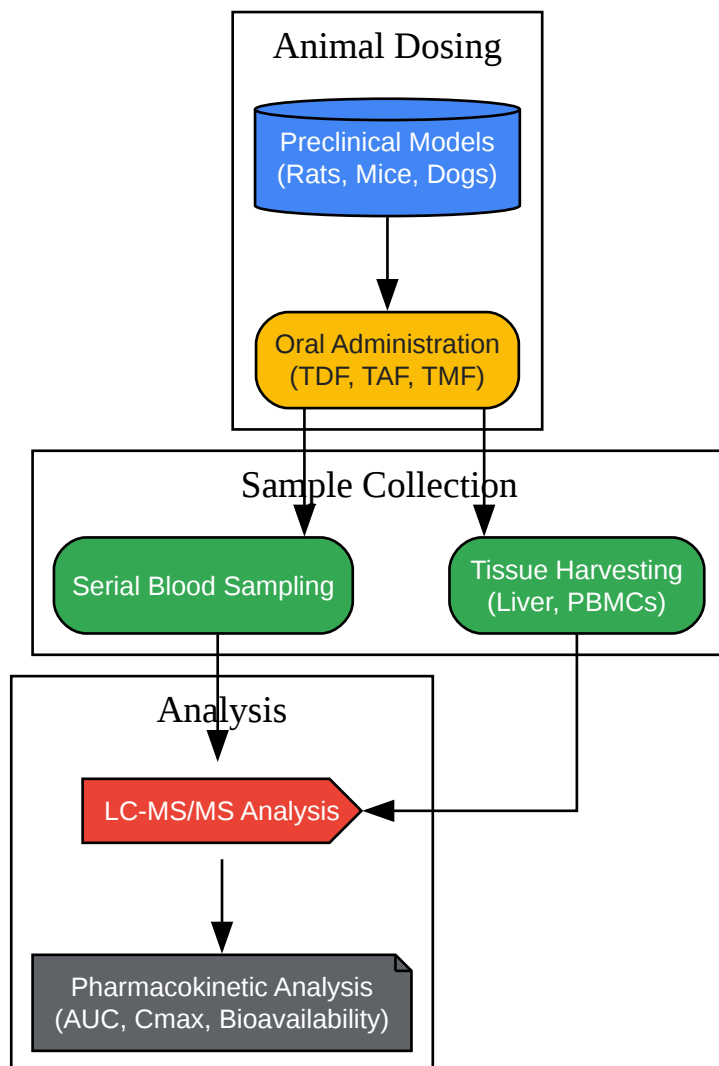 Animal Dosing
Preclinical Models
(Rats, Mice, Dogs)
Oral Administration
(TDF, TAF, TMF)
Sample Collection
Serial Blood Sampling
Tissue Harvesting
(Liver, PBMCs)
Analysis
LC-MS/MS Analysis
Pharmacokinetic Analysis
(AUC, Cmax, Bioavailability)